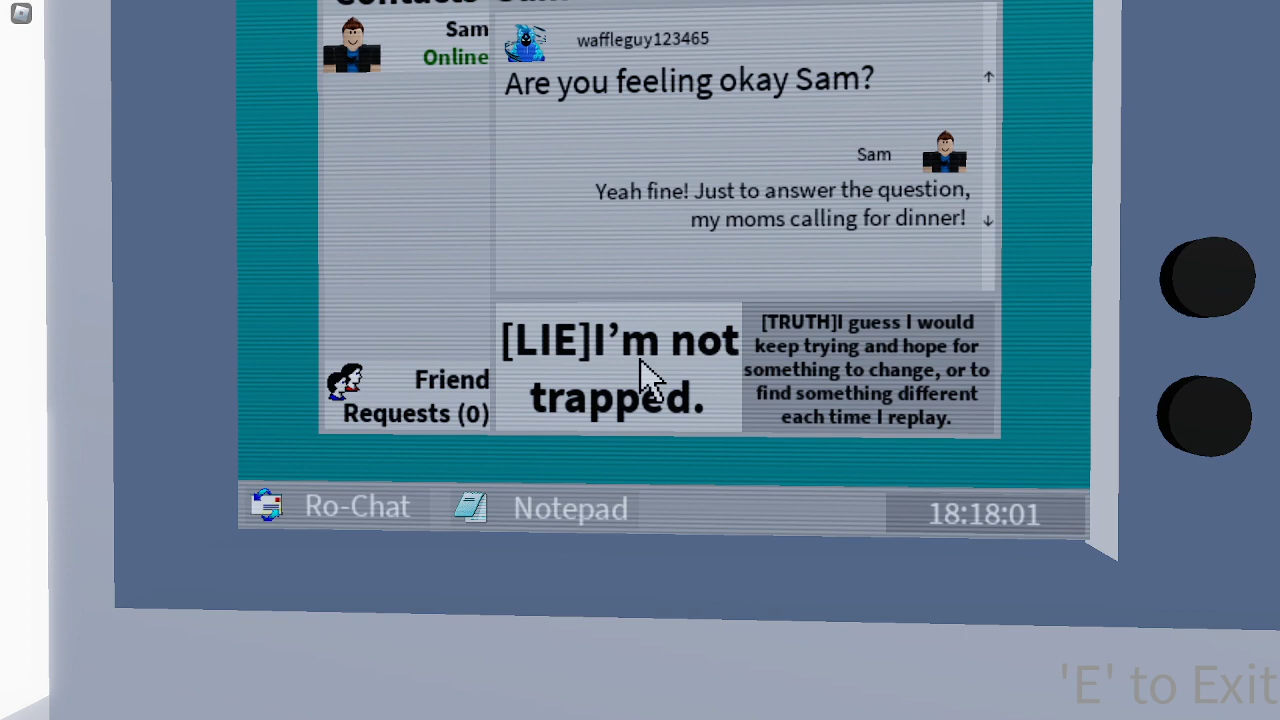 Sam
Online
waffleguy123465
Are you feeling okay Sam?
Sam
Yeah fine! Just to answer the question,
my moms calling for dinner!
[LIE]I'm not
trapped.
[TRUTH]I guess I would
keep trying and hope for
something to change, or to
find something different
each time I replay.
Friend
Requests (0)
Ro-Chat
Notepad
18:18:01
'E' to Exit